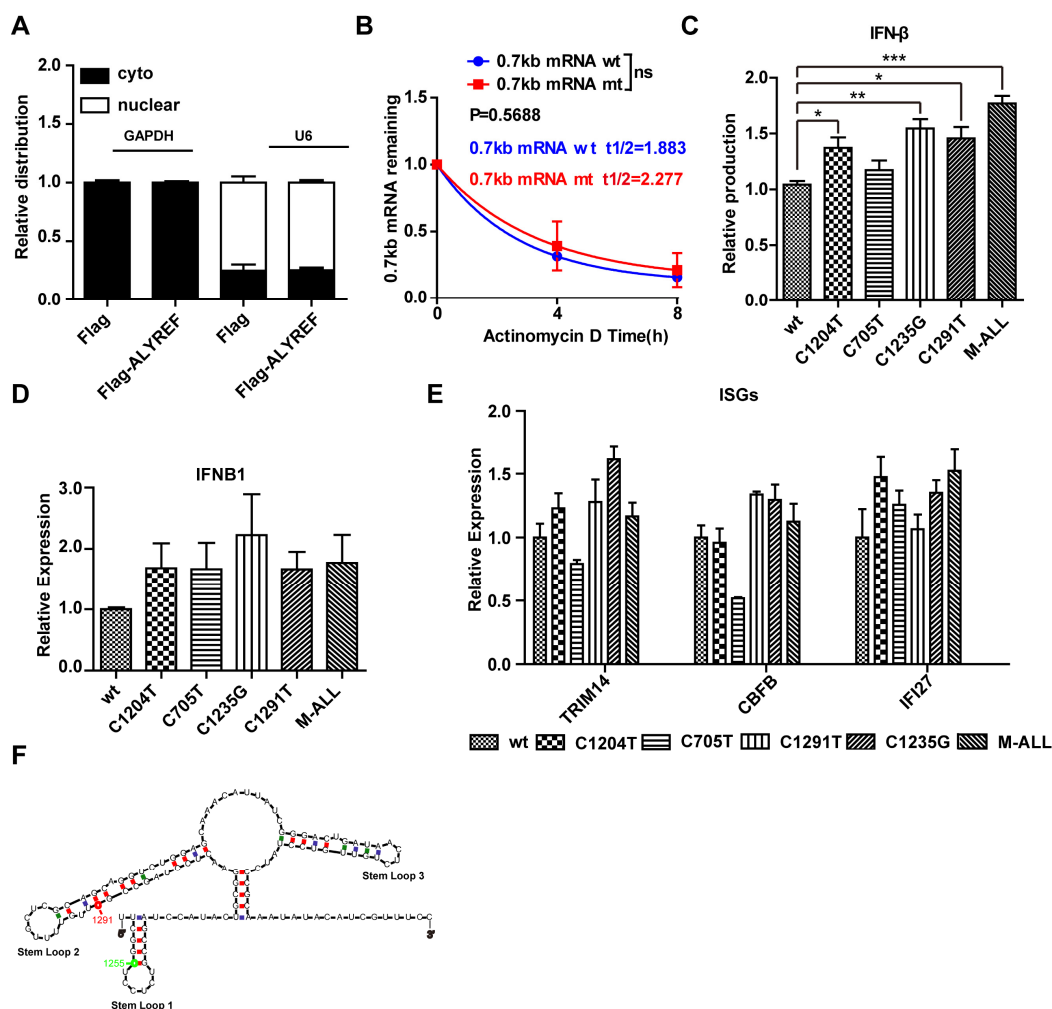 A
2.0
cyto
nuclear
1.5
GAPDH
U6
1.0
0.5
0.0
Relative distribution
Flag
Flag-ALYREF
Flag
Flag-ALYREF
B
0.7kb mRNA wt
0.7kb mRNA mt
ns
1.5
P=0.5688
0.7kb mRNA wt t1/2=1.883
0.7kb mRNA mt t1/2=2.277
1.0
0.5
0.0
0.7kb mRNA remaining
0
4
8
Actinomycin D Time(h)
C
IFN-β
***
*
**
*
2.0
1.5
1.0
0.5
0.0
Relative production
wt
C1204T
C705T
C1235G
C1291T
M-ALL
D
IFNB1
3.0
2.0
1.0
0.0
Relative Expression
wt
C1204T
C705T
C1235G
C1291T
M-ALL
E
ISGs
2.0
1.5
1.0
0.5
0.0
Relative Expression
TRIM14
CBFB
IFI27
wt
C1204T
C705T
C1291T
C1235G
M-ALL
F
Stem Loop 3
1291
Stem Loop 2
5'
3'
1255
Stem Loop 1